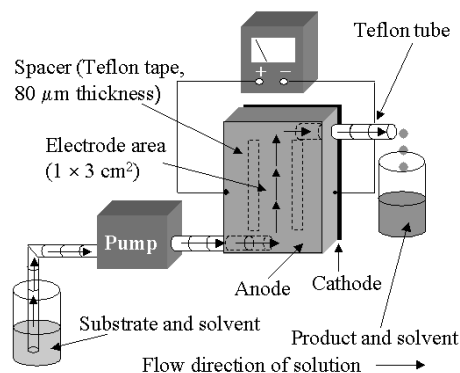 Teflon tube
Spacer (Teflon tape,
80 μm thickness)
+ −
Electrode area
(1 × 3 cm²)
Pump
Anode
Cathode
Substrate and solvent
Product and solvent
Flow direction of solution